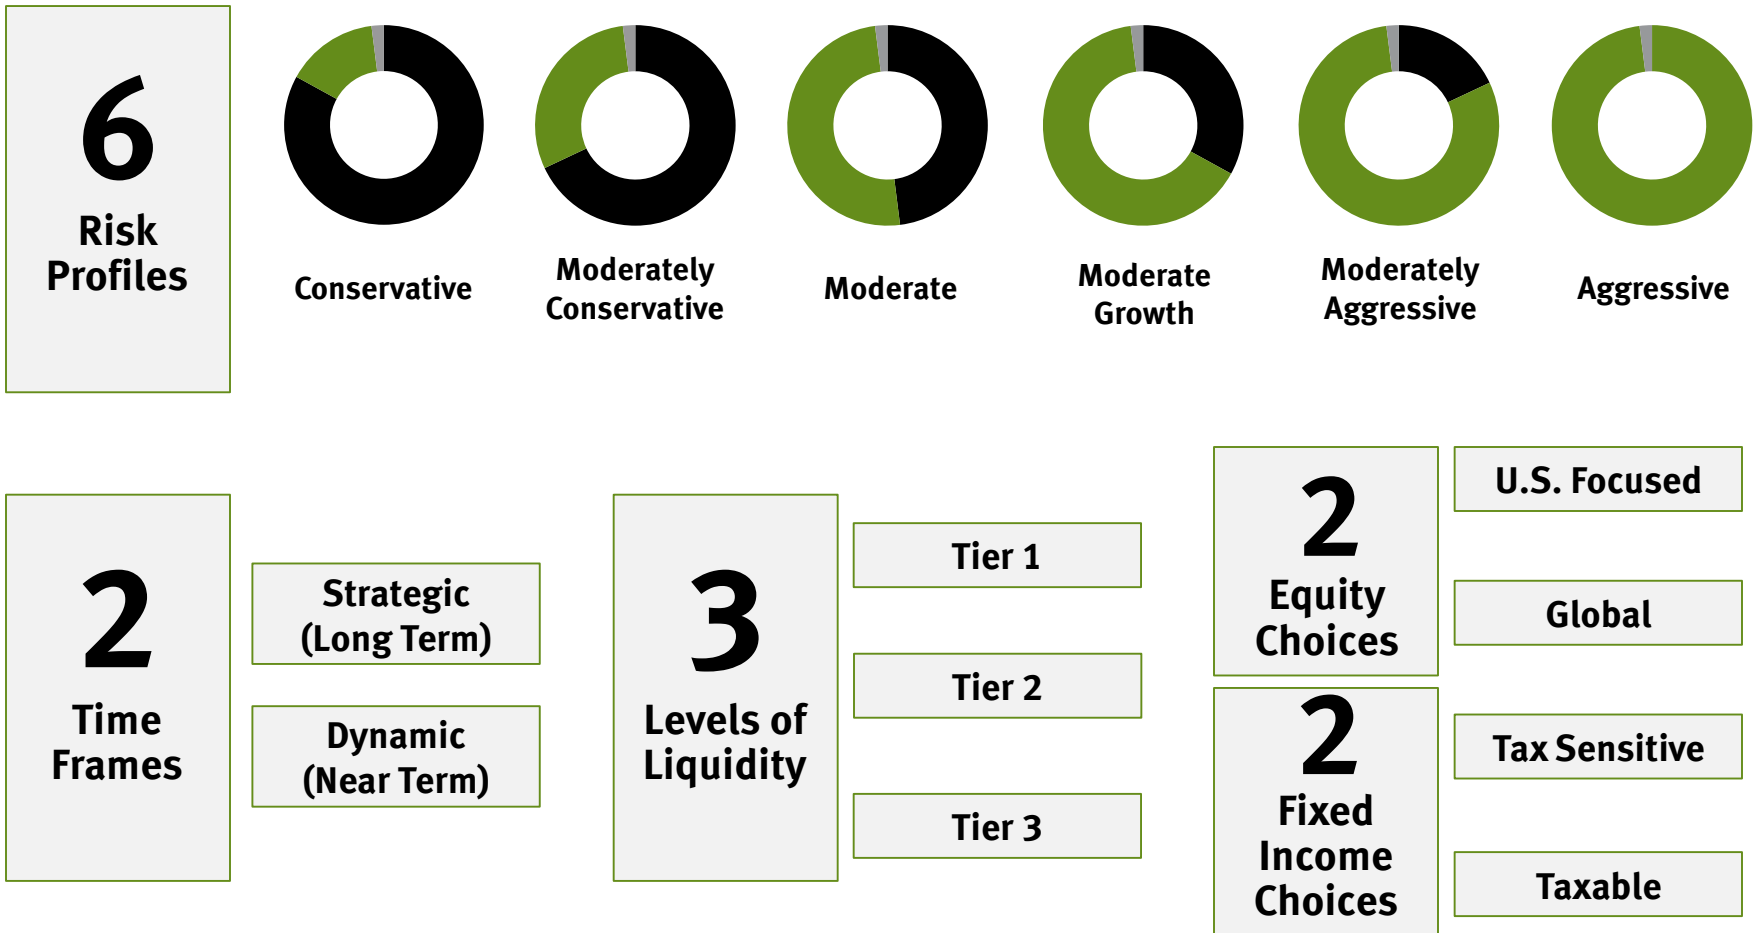 6
Risk
Profiles
Conservative
Moderately
Conservative
Moderate
Moderate
Growth
Moderately
Aggressive
Aggressive
2
Time
Frames
Strategic
(Long Term)
Dynamic
(Near Term)
3
Levels of
Liquidity
Tier 1
Tier 2
Tier 3
2
Equity
Choices
U.S. Focused
Global
2
Fixed
Income
Choices
Tax Sensitive
Taxable